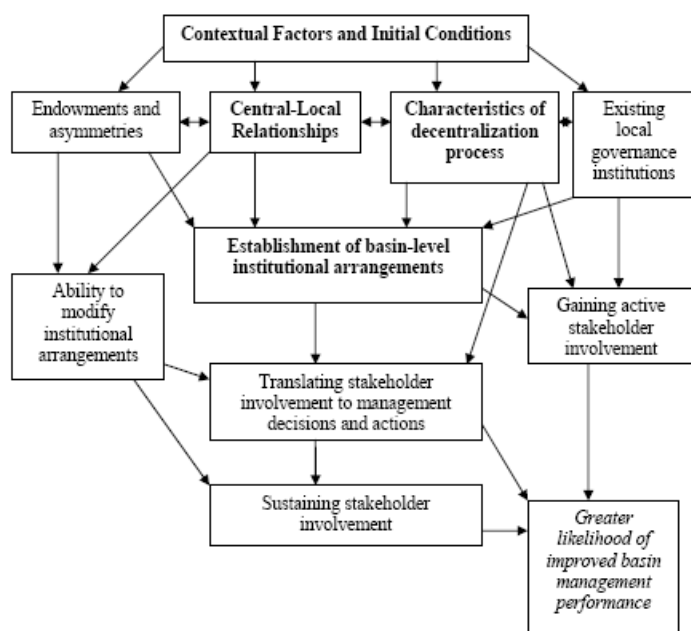 Contextual Factors and Initial Conditions
Endowments and
asymmetries
Central-Local
Relationships
Characteristics of
decentralization
process
Existing
local
governance
institutions
Establishment of basin-level
institutional arrangements
Ability to
modify
institutional
arrangements
Gaining active
stakeholder
involvement
Translating stakeholder
involvement to management
decisions and actions
Sustaining stakeholder
involvement
Greater
likelihood of
improved basin
management
performance